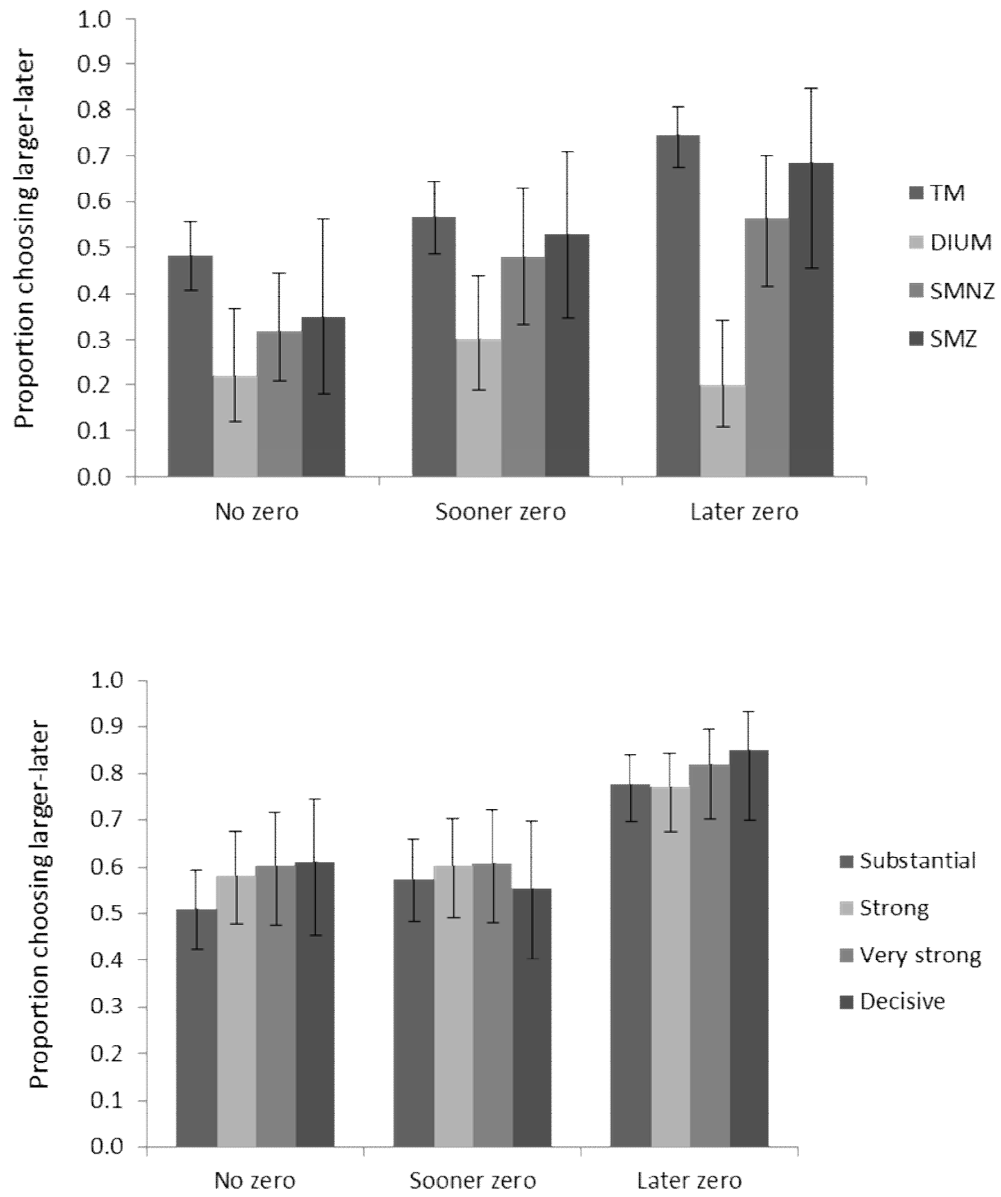 Proportion choosing larger-later
1.0
0.9
0.8
0.7
0.6
0.5
0.4
0.3
0.2
0.1
0.0
No zero
Sooner zero
Later zero
TM
DIUM
SMNZ
SMZ
Proportion choosing larger-later
1.0
0.9
0.8
0.7
0.6
0.5
0.4
0.3
0.2
0.1
0.0
No zero
Sooner zero
Later zero
Substantial
Strong
Very strong
Decisive